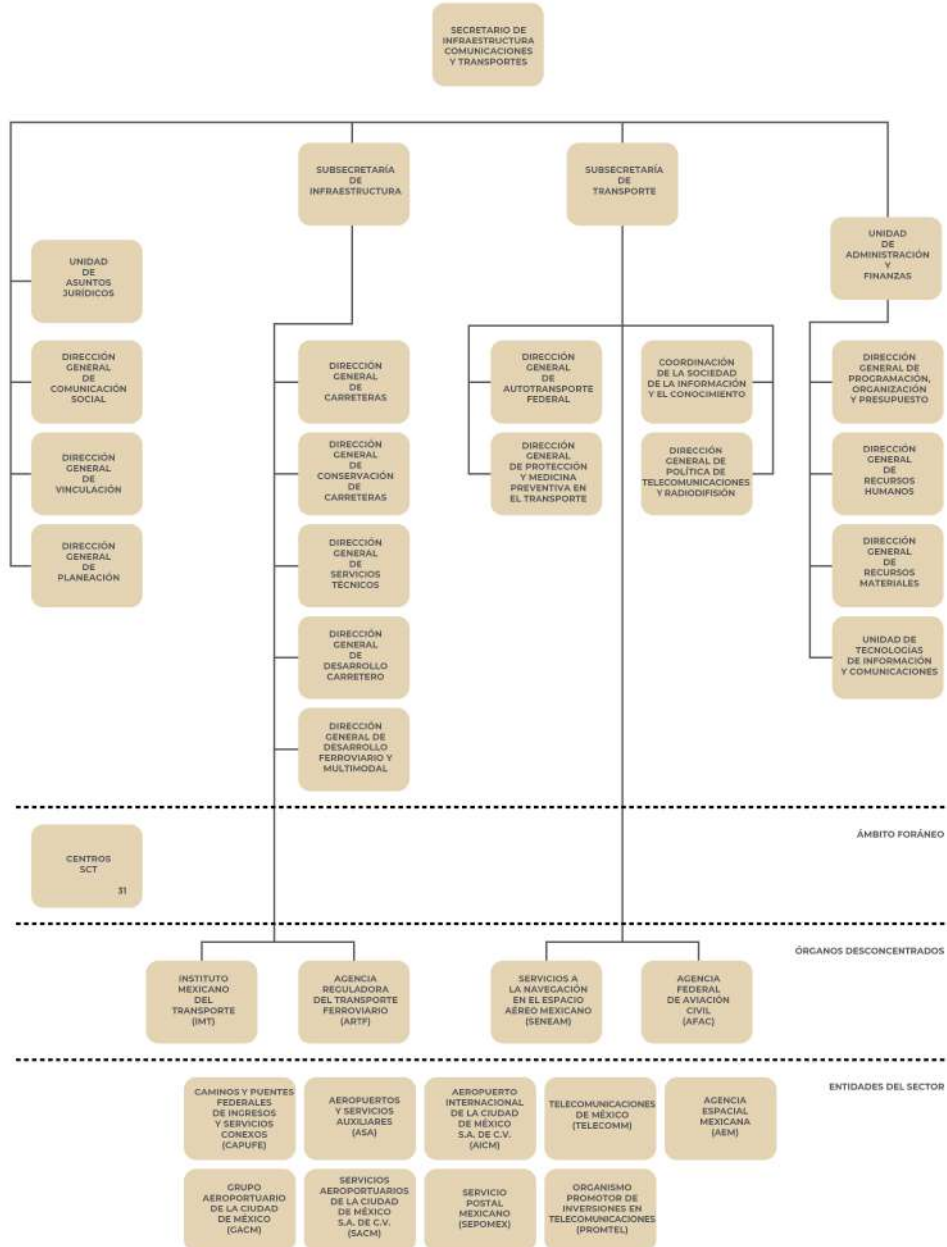 SECRETARIO DE
INFRAESTRUCTURA
COMUNICACIONES
Y TRANSPORTES
SUBSECRETARÍA
DE
INFRAESTRUCTURA
SUBSECRETARÍA
DE
TRANSPORTE
UNIDAD
DE
ADMINISTRACIÓN
Y
FINANZAS
UNIDAD
DE
ASUNTOS
JURÍDICOS
DIRECCIÓN
GENERAL
DE
COMUNICACIÓN
SOCIAL
DIRECCIÓN
GENERAL
DE
VINCULACIÓN
DIRECCIÓN
GENERAL
DE
PLANEACIÓN
DIRECCIÓN
GENERAL
DE
CARRETERAS
DIRECCIÓN
GENERAL
DE
CONSERVACIÓN
DE
CARRETERAS
DIRECCIÓN
GENERAL
DE
SERVICIOS
TÉCNICOS
DIRECCIÓN
GENERAL
DE
DESARROLLO
CARRETERO
DIRECCIÓN
GENERAL DE
DESARROLLO
FERROVIARIO Y
MULTIMODAL
DIRECCIÓN
GENERAL
DE
AUTOTRANSPORTE
FEDERAL
DIRECCIÓN
GENERAL
DE PROTECCIÓN
Y MEDICINA
PREVENTIVA EN
EL TRANSPORTE
COORDINACIÓN
DE LA SOCIEDAD
DE LA INFORMACIÓN
Y EL CONOCIMIENTO
DIRECCIÓN
GENERAL DE
POLÍTICA DE
TELECOMUNICACIONES
Y RADIODIFISIÓN
DIRECCIÓN
GENERAL DE
PROGRAMACIÓN,
ORGANIZACIÓN
Y PRESUPUESTO
DIRECCIÓN
GENERAL
DE
RECURSOS
HUMANOS
DIRECCIÓN
GENERAL
DE
RECURSOS
MATERIALES
UNIDAD DE
TECNOLOGÍAS
DE INFORMACIÓN
Y COMUNICACIONES
ÁMBITO FORÁNEO
CENTROS
SCT
31
ÓRGANOS DESCONCENTRADOS
INSTITUTO
MEXICANO
DEL
TRANSPORTE
(IMT)
AGENCIA
REGULADORA
DEL TRANSPORTE
FERROVIARIO
(ARTF)
SERVICIOS A
LA NAVEGACIÓN
EN EL ESPACIO
AÉREO MEXICANO
(SENEAM)
AGENCIA
FEDERAL
DE AVIACIÓN
CIVIL
(AFAC)
ENTIDADES DEL SECTOR
CAMINOS Y PUENTES
FEDERALES
DE INGRESOS
Y SERVICIOS
CONEXOS
(CAPUFE)
AEROPUERTOS
Y SERVICIOS
AUXILIARES
(ASA)
AEROPUERTO
INTERNACIONAL
DE LA CIUDAD
DE MÉXICO
S.A. DE C.V.
(AICM)
TELECOMUNICACIONES
DE MÉXICO
(TELECOMM)
AGENCIA
ESPACIAL
MEXICANA
(AEM)
GRUPO
AEROPORTUARIO
DE LA CIUDAD
DE MÉXICO
(GACM)
SERVICIOS
AEROPORTUARIOS
DE LA CIUDAD
DE MÉXICO
S.A. DE C.V.
(SACM)
SERVICIO
POSTAL
MEXICANO
(SEPOMEX)
ORGANISMO
PROMOTOR DE
INVERSIONES EN
TELECOMUNICACIONES
(PROMTEL)